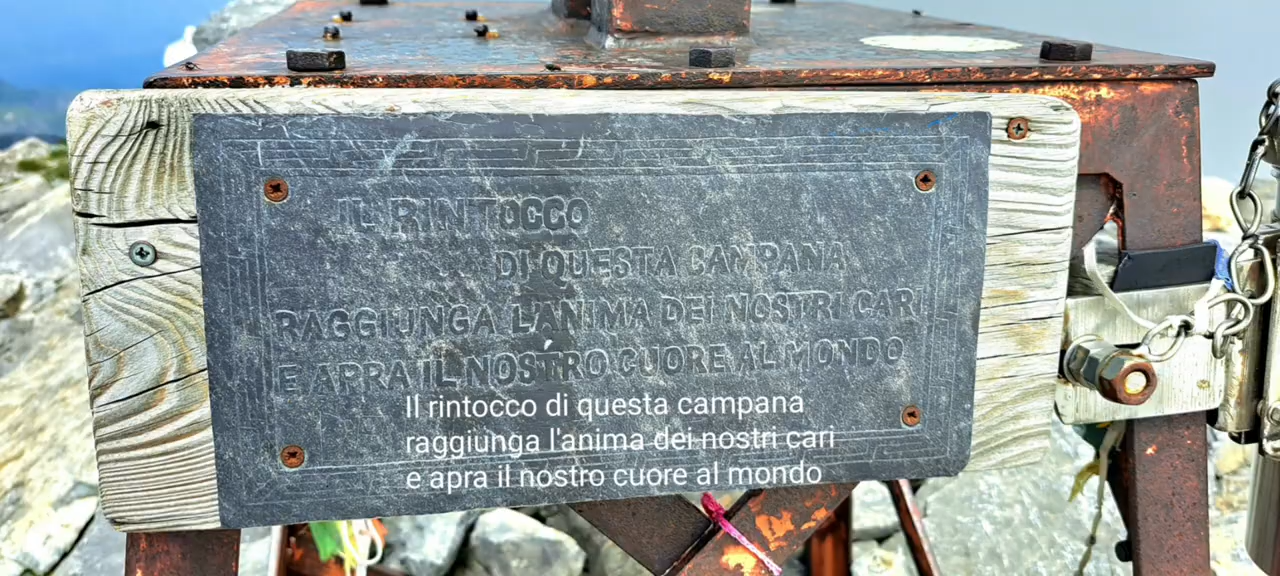 IL RINTOCCO
DI QUESTA CAMPANA
RAGGIUNGA L'ANIMA DEI NOSTRI CARI
E APRA IL NOSTRO CUORE AL MONDO
Il rintocco di questa campana
raggiunga l'anima dei nostri cari
e apra il nostro cuore al mondo